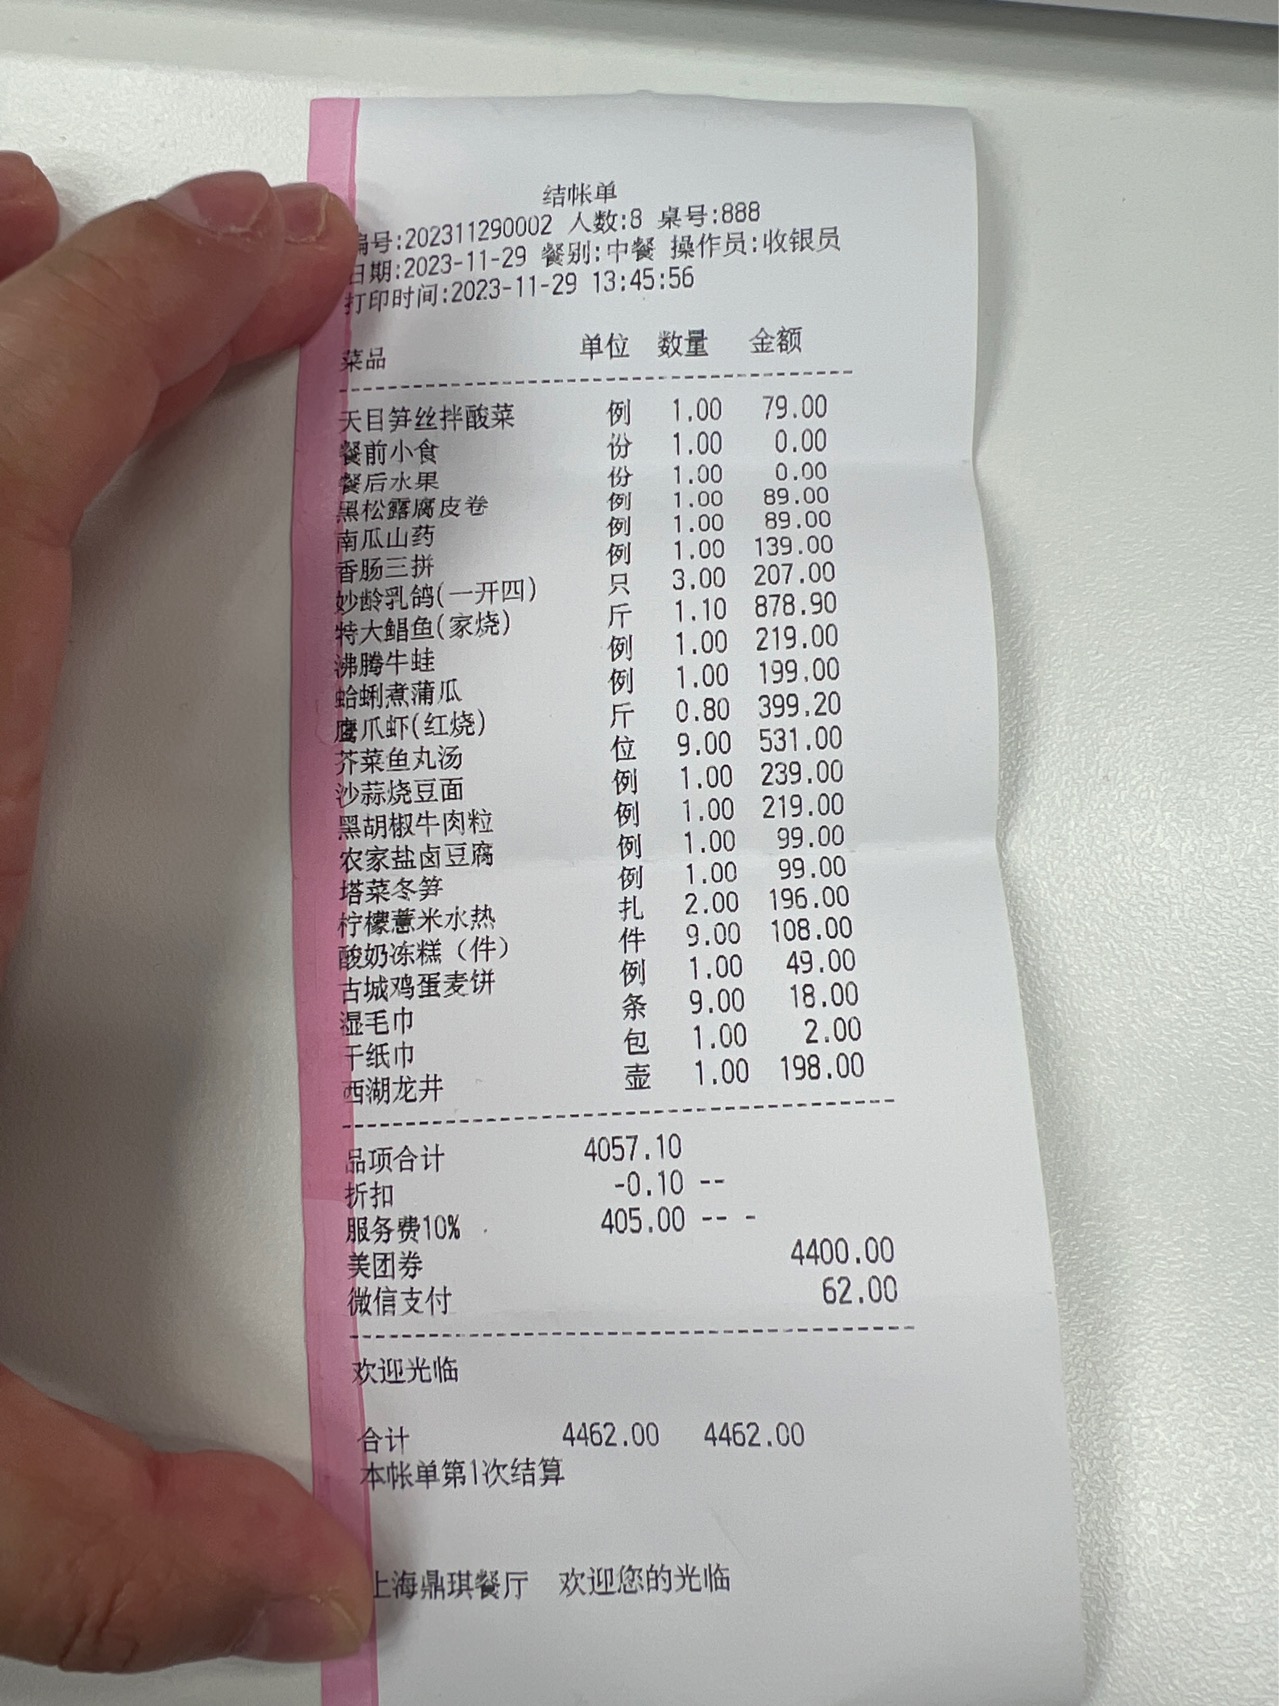 结帐单
编号:202311290002 人数:8 桌号:888
日期:2023-11-29 餐别:中餐 操作员:收银员
打印时间:2023-11-29 13:45:56
菜品 单位 数量 金额
天目笋丝拌酸菜 例 1.00 79.00
餐前小食 份 1.00 0.00
餐后水果 份 1.00 0.00
黑松露腐皮卷 例 1.00 89.00
南瓜山药 例 1.00 89.00
香肠三拼 例 1.00 139.00
妙龄乳鸽(一开四) 只 3.00 207.00
特大鲳鱼(家烧) 斤 1.10 878.90
沸腾牛蛙 例 1.00 219.00
蛤蜊煮蒲瓜 例 1.00 199.00
鹰爪虾(红烧) 斤 0.80 399.20
芥菜鱼丸汤 位 9.00 531.00
沙蒜烧豆面 例 1.00 239.00
黑胡椒牛肉粒 例 1.00 219.00
农家盐卤豆腐 例 1.00 99.00
塔菜冬笋 例 1.00 99.00
柠檬薏米水热 扎 2.00 196.00
酸奶冻糕（件） 件 9.00 108.00
古城鸡蛋麦饼 例 1.00 49.00
湿毛巾 条 9.00 18.00
干纸巾 包 1.00 2.00
西湖龙井 壶 1.00 198.00
品项合计 4057.10
折扣 -0.10 --
服务费10% 405.00 -- -
美团券 4400.00
微信支付 62.00
欢迎光临
合计 4462.00 4462.00
本帐单第1次结算
上海鼎琪餐厅 欢迎您的光临